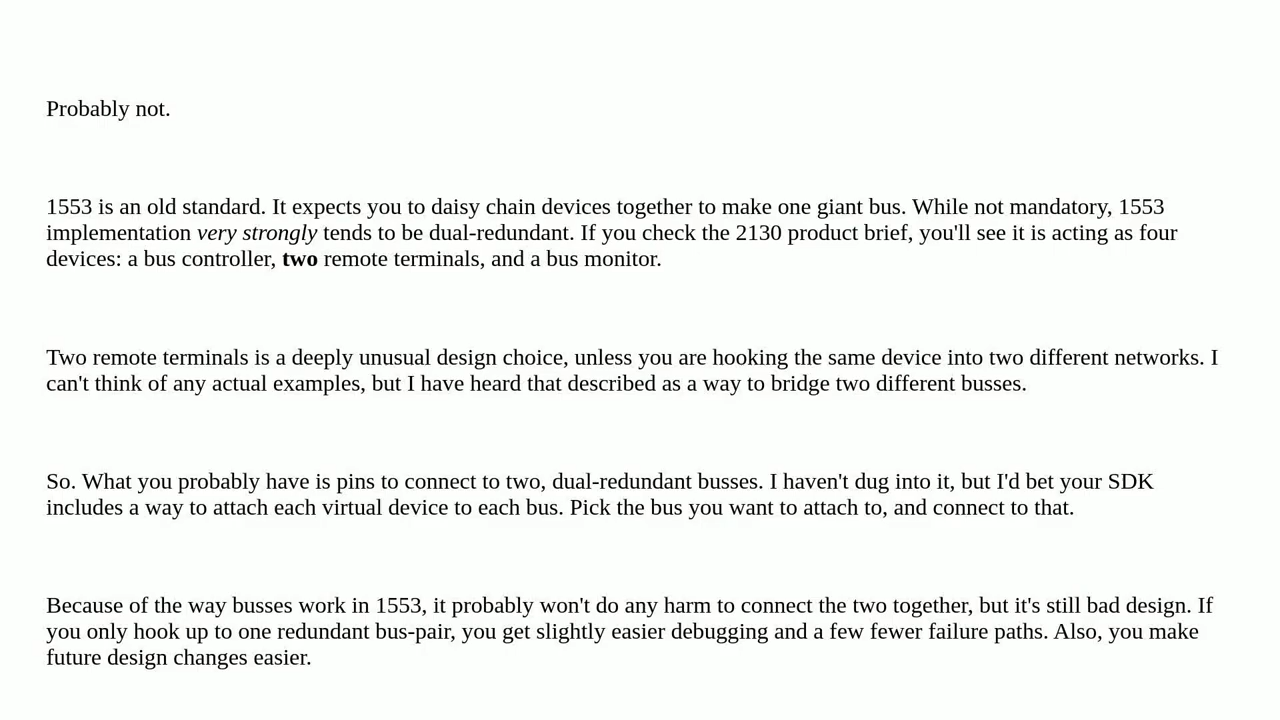 Probably not.
1553 is an old standard. It expects you to daisy chain devices together to make one giant bus. While not mandatory, 1553
implementation very strongly tends to be dual-redundant. If you check the 2130 product brief, you'll see it is acting as four
devices: a bus controller, two remote terminals, and a bus monitor.
Two remote terminals is a deeply unusual design choice, unless you are hooking the same device into two different networks. I
can't think of any actual examples, but I have heard that described as a way to bridge two different busses.
So. What you probably have is pins to connect to two, dual-redundant busses. I haven't dug into it, but I'd bet your SDK
includes a way to attach each virtual device to each bus. Pick the bus you want to attach to, and connect to that.
Because of the way busses work in 1553, it probably won't do any harm to connect the two together, but it's still bad design. If
you only hook up to one redundant bus-pair, you get slightly easier debugging and a few fewer failure paths. Also, you make
future design changes easier.